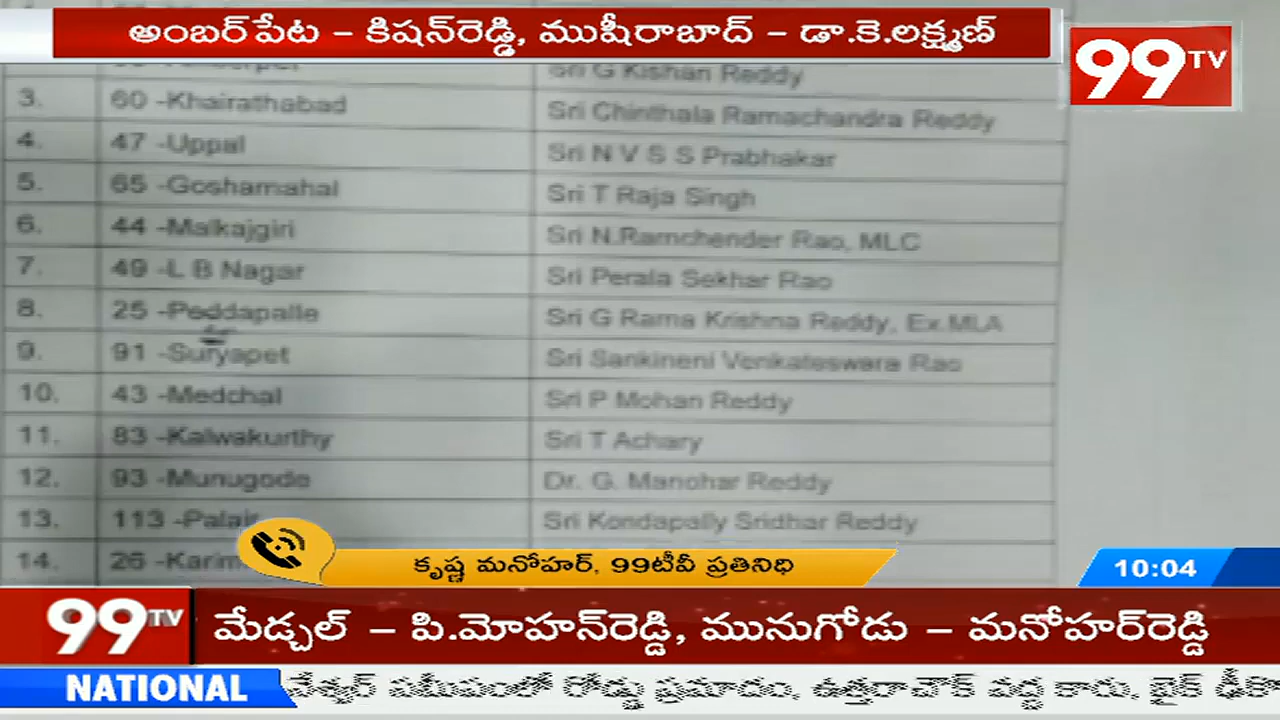 అంబర్‌పేట – కిషన్‌రెడ్డి, ముషీరాబాద్ – డా.కె.లక్ష్మణ్
99TV
Sri G Kishan Reddy
3. 60 -Khairathabad Sri Chinthala Ramachandra Reddy
4. 47 -Uppal Sri N V S S Prabhakar
5. 65 -Goshamahal Sri T Raja Singh
6. 44 -Malkajgiri Sri N.Ramchender Rao, MLC
7. 49 -L B Nagar Sri Perala Sekhar Rao
8. 25 -Peddapalle Sri G Rama Krishna Reddy, Ex.MLA
9. 91 -Suryapet Sri Sankineni Venkateswara Rao
10. 43 -Medchal Sri P Mohan Reddy
11. 83 -Kalwakurthy Sri T Achary
12. 93 -Munugode Dr. G. Manohar Reddy
13. 113 -Palair Sri Kondapally Sridhar Reddy
14. 26 -Karim
కృష్ణ మనోహర్, 99టీవీ ప్రతినిధి
10:04
99TV మేడ్చల్ – పి.మోహన్‌రెడ్డి, మునుగోడు – మనోహర్‌రెడ్డి
NATIONAL సమీపంలో రోడ్డు ప్రమాదం, ఉత్తరాచౌక్ వద్ద కారు, బైక్ ఢీకొ